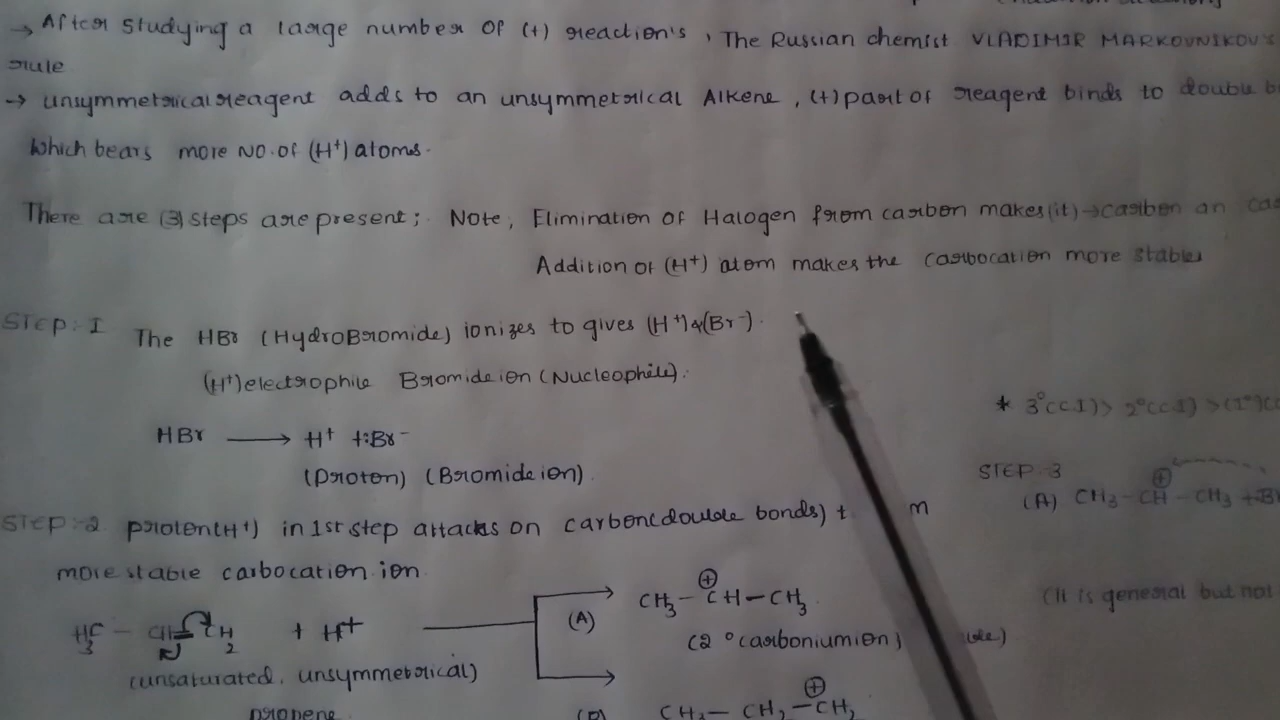 → After studying a large number of (+) reaction's, The Russian chemist VLADIMIR MARKOVNIKOV's
rule
→ unsymmetrical reagent adds to an unsymmetrical Alkene, (+) part of reagent binds to double
which bears more NO. of (H⁺) atoms.
There are (3) steps are present; Note; Elimination of Halogen from carbon makes (it) → carbon an
Addition of (H⁺) atom makes the carbocation more stable
STEP:-1 The HBr (HydroBromide) ionizes to gives (H⁺) & (Br⁻).
(H⁺) electrophile Bromide ion (Nucleophile).
* 3°(C.I) > 2°(C.I) > (1°)
HBr → H⁺ + :Br⁻
(proton) (Bromide ion)
STEP:-3
(A) CH₃ - CH - CH₃ +
⊕
STEP:-2 proton (H⁺) in 1st step attacks on carbon (double bonds)
more stable carbocation ion
(It is general but not
H₃C - CH = CH₂ + H⁺ → (A) CH₃ - CH - CH₃
⊕
(2° carbonium ion)
(unsaturated, unsymmetrical)
propene
(B) CH₃ - CH₂ - CH₂
⊕